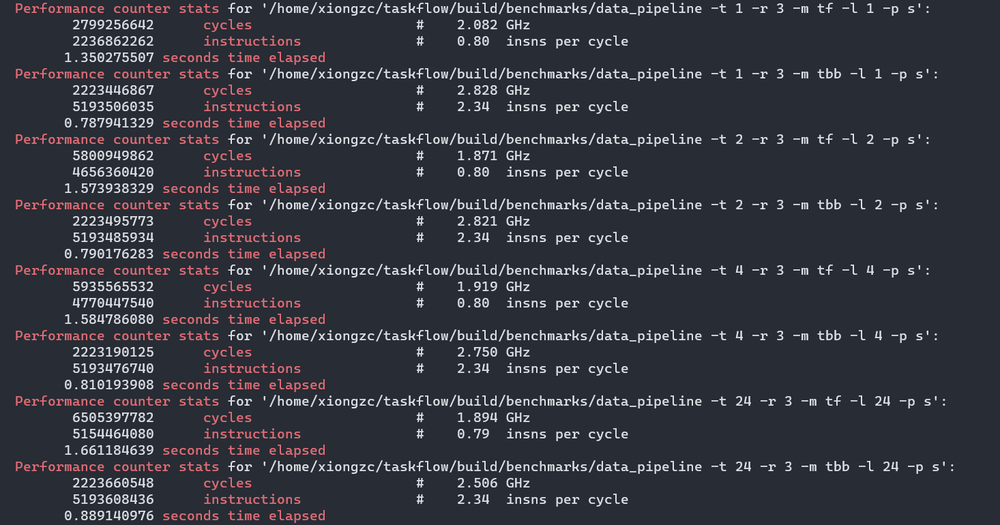 Performance counter stats for '/home/xiongzc/taskflow/build/benchmarks/data_pipeline -t 1 -r 3 -m tf -l 1 -p s':
2799256642 cycles # 2.082 GHz
2236862262 instructions # 0.80 insns per cycle
1.350275507 seconds time elapsed
Performance counter stats for '/home/xiongzc/taskflow/build/benchmarks/data_pipeline -t 1 -r 3 -m tbb -l 1 -p s':
2223446867 cycles # 2.828 GHz
5193506035 instructions # 2.34 insns per cycle
0.787941329 seconds time elapsed
Performance counter stats for '/home/xiongzc/taskflow/build/benchmarks/data_pipeline -t 2 -r 3 -m tf -l 2 -p s':
5800949862 cycles # 1.871 GHz
4656360420 instructions # 0.80 insns per cycle
1.573938329 seconds time elapsed
Performance counter stats for '/home/xiongzc/taskflow/build/benchmarks/data_pipeline -t 2 -r 3 -m tbb -l 2 -p s':
2223495773 cycles # 2.821 GHz
5193485934 instructions # 2.34 insns per cycle
0.790176283 seconds time elapsed
Performance counter stats for '/home/xiongzc/taskflow/build/benchmarks/data_pipeline -t 4 -r 3 -m tf -l 4 -p s':
5935565532 cycles # 1.919 GHz
4770447540 instructions # 0.80 insns per cycle
1.584786080 seconds time elapsed
Performance counter stats for '/home/xiongzc/taskflow/build/benchmarks/data_pipeline -t 4 -r 3 -m tbb -l 4 -p s':
2223190125 cycles # 2.750 GHz
5193476740 instructions # 2.34 insns per cycle
0.810193908 seconds time elapsed
Performance counter stats for '/home/xiongzc/taskflow/build/benchmarks/data_pipeline -t 24 -r 3 -m tf -l 24 -p s':
6505397782 cycles # 1.894 GHz
5154464080 instructions # 0.79 insns per cycle
1.661184639 seconds time elapsed
Performance counter stats for '/home/xiongzc/taskflow/build/benchmarks/data_pipeline -t 24 -r 3 -m tbb -l 24 -p s':
2223660548 cycles # 2.506 GHz
5193608436 instructions # 2.34 insns per cycle
0.889140976 seconds time elapsed